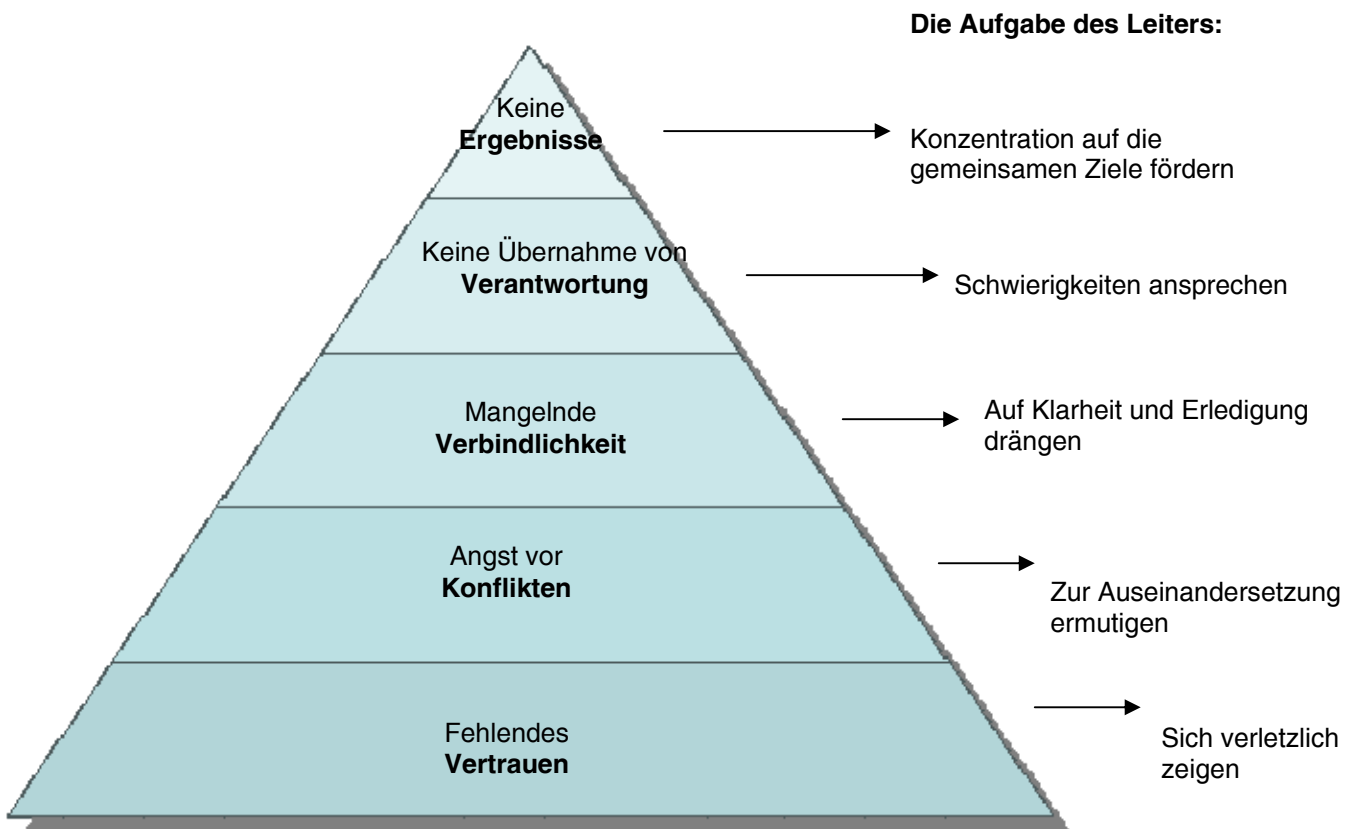 Die Aufgabe des Leiters:
Keine
Ergebnisse
Konzentration auf die
gemeinsamen Ziele fördern
Keine Übernahme von
Verantwortung
Schwierigkeiten ansprechen
Mangelnde
Verbindlichkeit
Auf Klarheit und Erledigung
drängen
Angst vor
Konflikten
Zur Auseinandersetzung
ermutigen
Fehlendes
Vertrauen
Sich verletzlich
zeigen